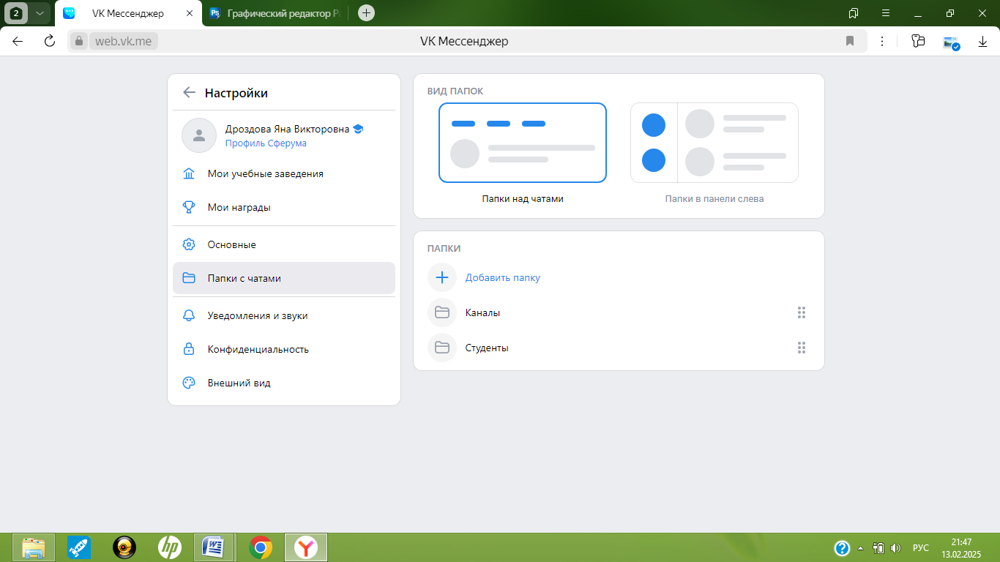 2
VK Мессенджер
Графический редактор
web.vk.me
VK Мессенджер
Настройки
Дроздова Яна Викторовна
Профиль Сферума
Мои учебные заведения
Мои награды
Основные
Папки с чатами
Уведомления и звуки
Конфиденциальность
Внешний вид
ВИД ПАПОК
Папки над чатами
Папки в панели слева
ПАПКИ
Добавить папку
Каналы
Студенты
РУС
21:47
13.02.2025